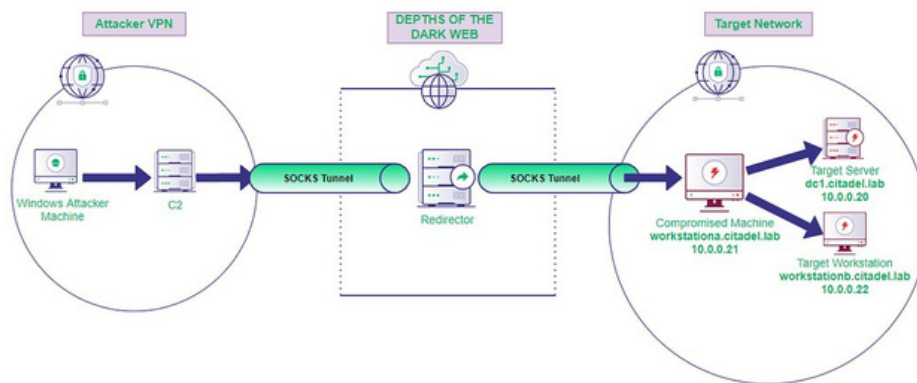 Attacker VPN
DEPTHS OF THE
DARK WEB
Target Network
Windows Attacker
Machine
C2
SOCKS Tunnel
Redirector
SOCKS Tunnel
Compromised Machine
workstationa.citadel.lab
10.0.0.21
Target Server
dc1.citadel.lab
10.0.0.20
Target Workstation
workstationb.citadel.lab
10.0.0.22